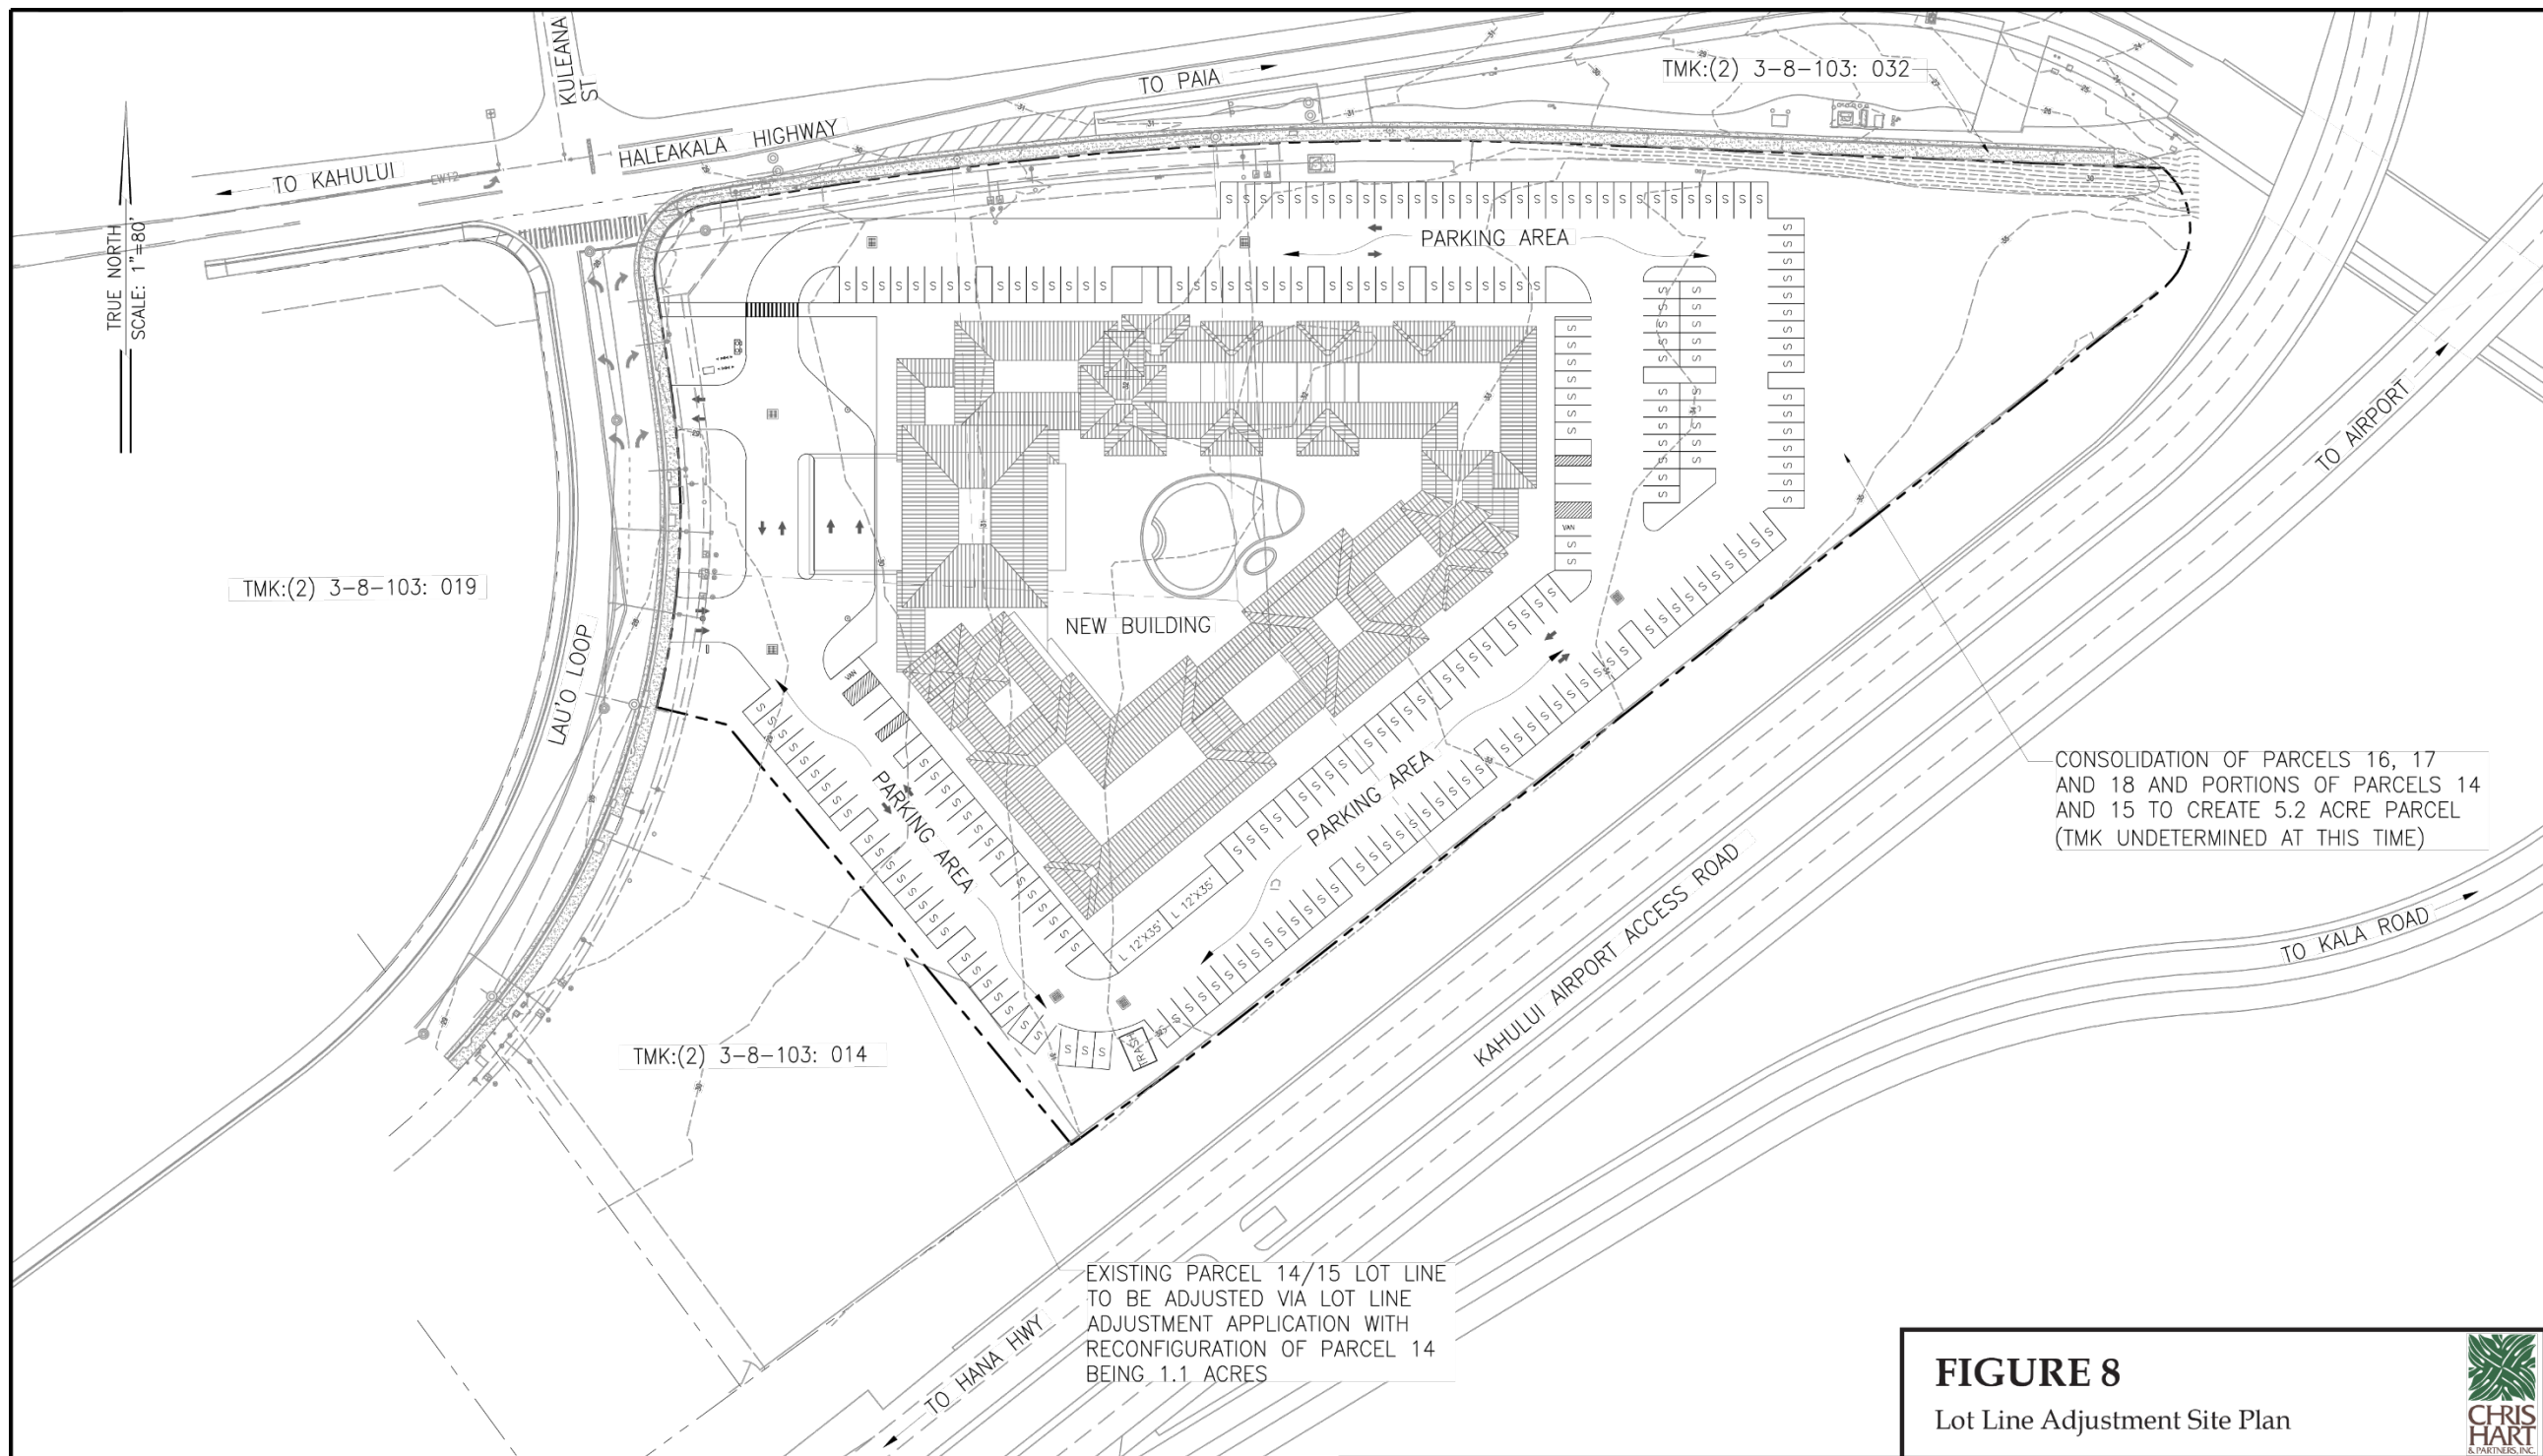 KULEANA
ST
TO PAIA
TMK:(2) 3-8-103: 032
HALEAKALA HIGHWAY
TO KAHULUI
TRUE NORTH
SCALE: 1"=80'
PARKING AREA
TMK:(2) 3-8-103: 019
LAU'O LOOP
NEW BUILDING
VAN
VAN
TO AIRPORT
PARKING AREA
PARKING AREA
L 12'X35'
L 12'X35'
TRASH
CONSOLIDATION OF PARCELS 16, 17
AND 18 AND PORTIONS OF PARCELS 14
AND 15 TO CREATE 5.2 ACRE PARCEL
(TMK UNDETERMINED AT THIS TIME)
KAHULUI AIRPORT ACCESS ROAD
TO KALA ROAD
TMK:(2) 3-8-103: 014
EXISTING PARCEL 14/15 LOT LINE
TO BE ADJUSTED VIA LOT LINE
ADJUSTMENT APPLICATION WITH
RECONFIGURATION OF PARCEL 14
BEING 1.1 ACRES
TO HANA HWY
FIGURE 8
Lot Line Adjustment Site Plan
CHRIS
HART
& PARTNERS, INC.